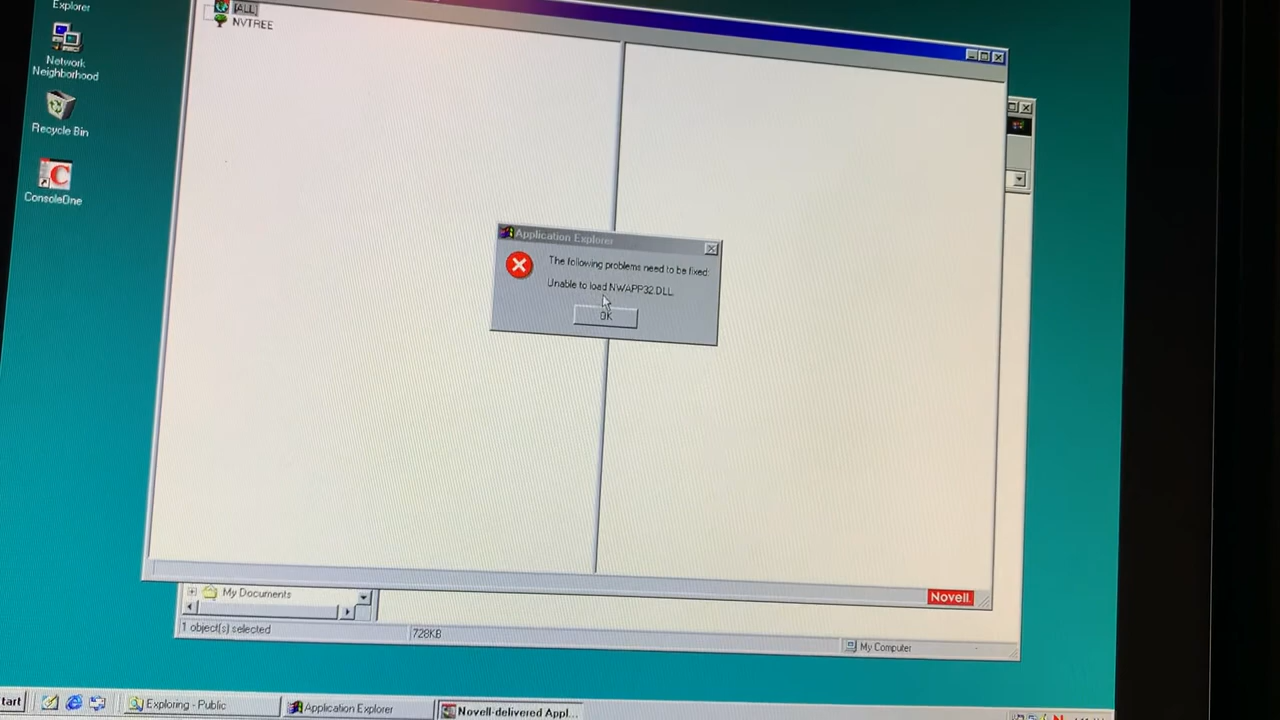 Explorer
[ALL]
NVTREE
Network
Neighborhood
Recycle Bin
ConsoleOne
Application Explorer
The following problems need to be fixed:
Unable to load NWAPP32.DLL.
OK
My Documents
Novell.
1 object(s) selected
728KB
My Computer
tart
Exploring - Public
Application Explorer
Novell-delivered Appl...